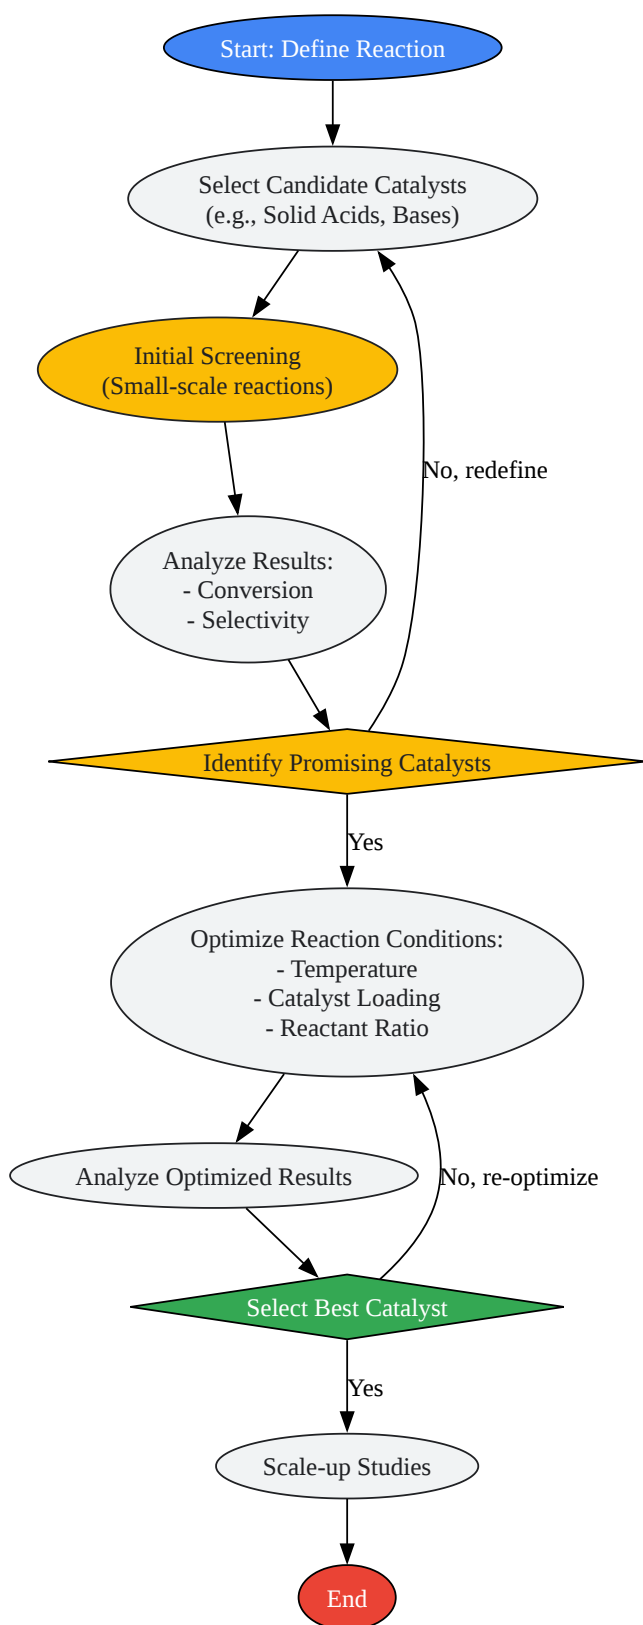 Start: Define Reaction
Select Candidate Catalysts
(e.g., Solid Acids, Bases)
Initial Screening
(Small-scale reactions)
No, redefine
Analyze Results:
- Conversion
- Selectivity
Identify Promising Catalysts
Yes
Optimize Reaction Conditions:
- Temperature
- Catalyst Loading
- Reactant Ratio
Analyze Optimized Results
No, re-optimize
Select Best Catalyst
Yes
Scale-up Studies
End